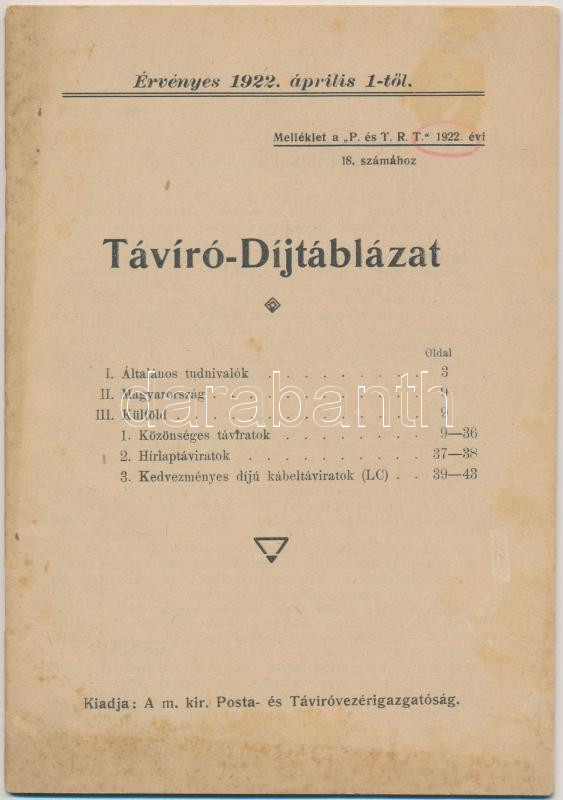 Érvényes 1922. április 1-től.
Melléklet a „P. és T. R. T." 1922. évi
18. számához
Távíró-Díjtáblázat
Oldal
I. Általános tudnivalók . . . . . . . . 3
II. Magyarország . . . . . . . . . . 9
III. Külföld . . . . . . . . . . . . 9
1. Közönséges táviratok . . . . . . . . 9—36
2. Hírlaptáviratok . . . . . . . . . . 37—38
3. Kedvezményes díjú kábeltáviratok (LC) . . 39—43
darabanth
Kiadja: A m. kir. Posta- és Távíróvezérigazgatóság.